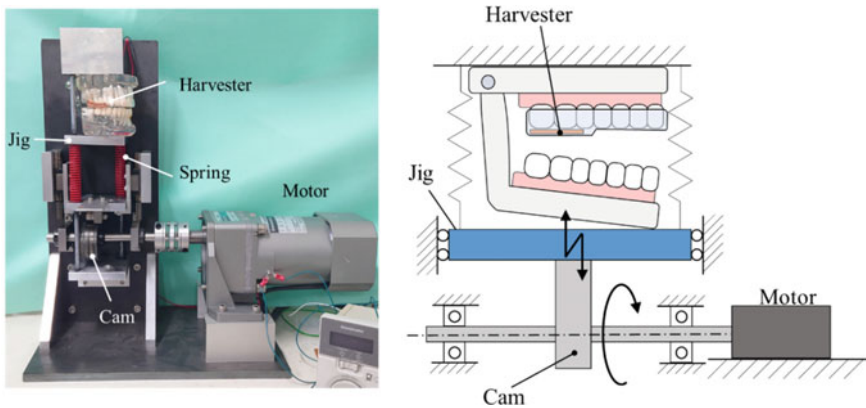 Harvester
Jig
Spring
Motor
Cam
Harvester
Jig
Motor
Cam